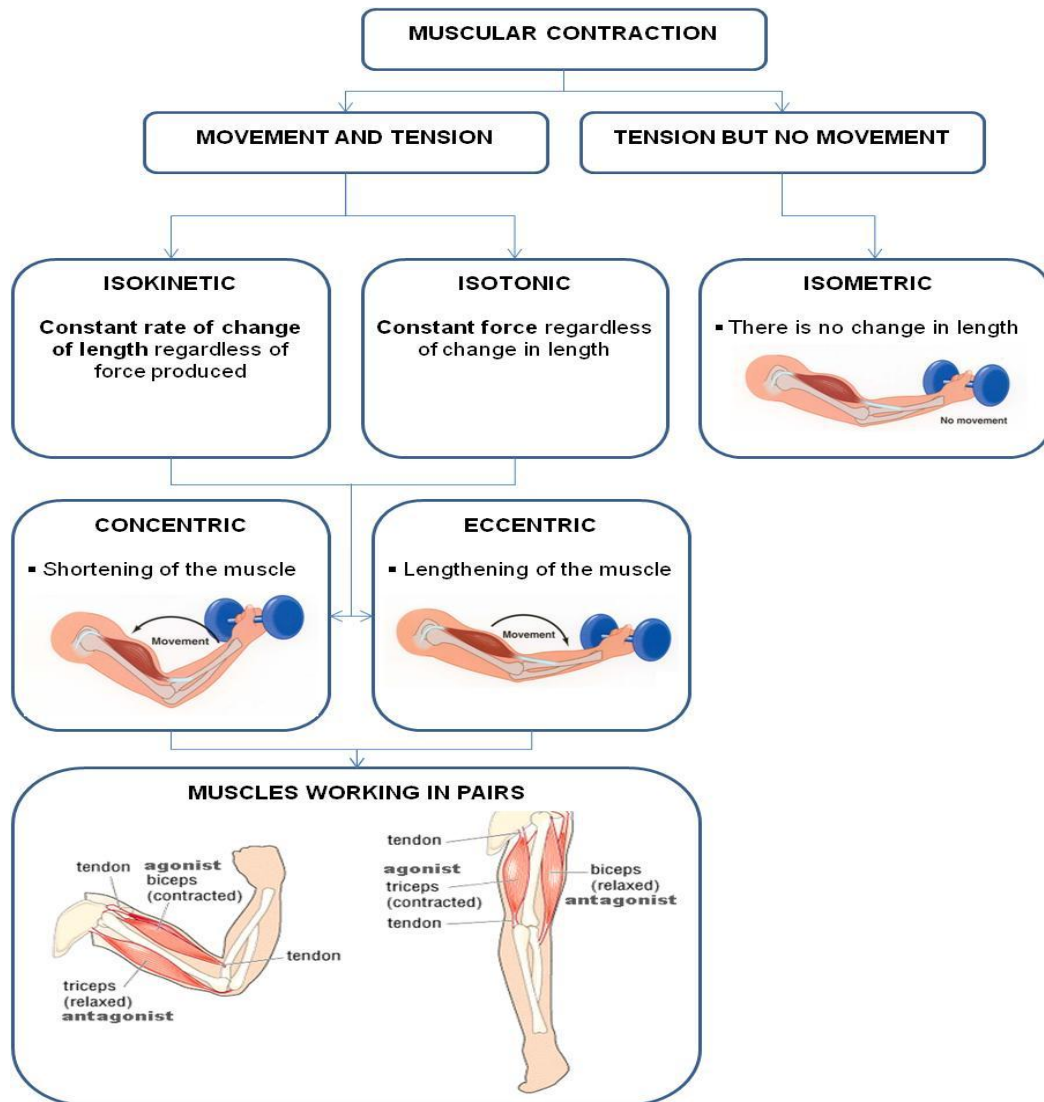 MUSCULAR CONTRACTION
MOVEMENT AND TENSION
TENSION BUT NO MOVEMENT
ISOKINETIC
Constant rate of change
of length regardless of
force produced
ISOTONIC
Constant force regardless
of change in length
ISOMETRIC
▪ There is no change in length
No movement
CONCENTRIC
▪ Shortening of the muscle
Movement
ECCENTRIC
▪ Lengthening of the muscle
Movement
MUSCLES WORKING IN PAIRS
tendon
agonist
biceps
(contracted)
tendon
triceps
(relaxed)
antagonist
tendon
agonist
triceps
(contracted)
tendon
biceps
(relaxed)
antagonist